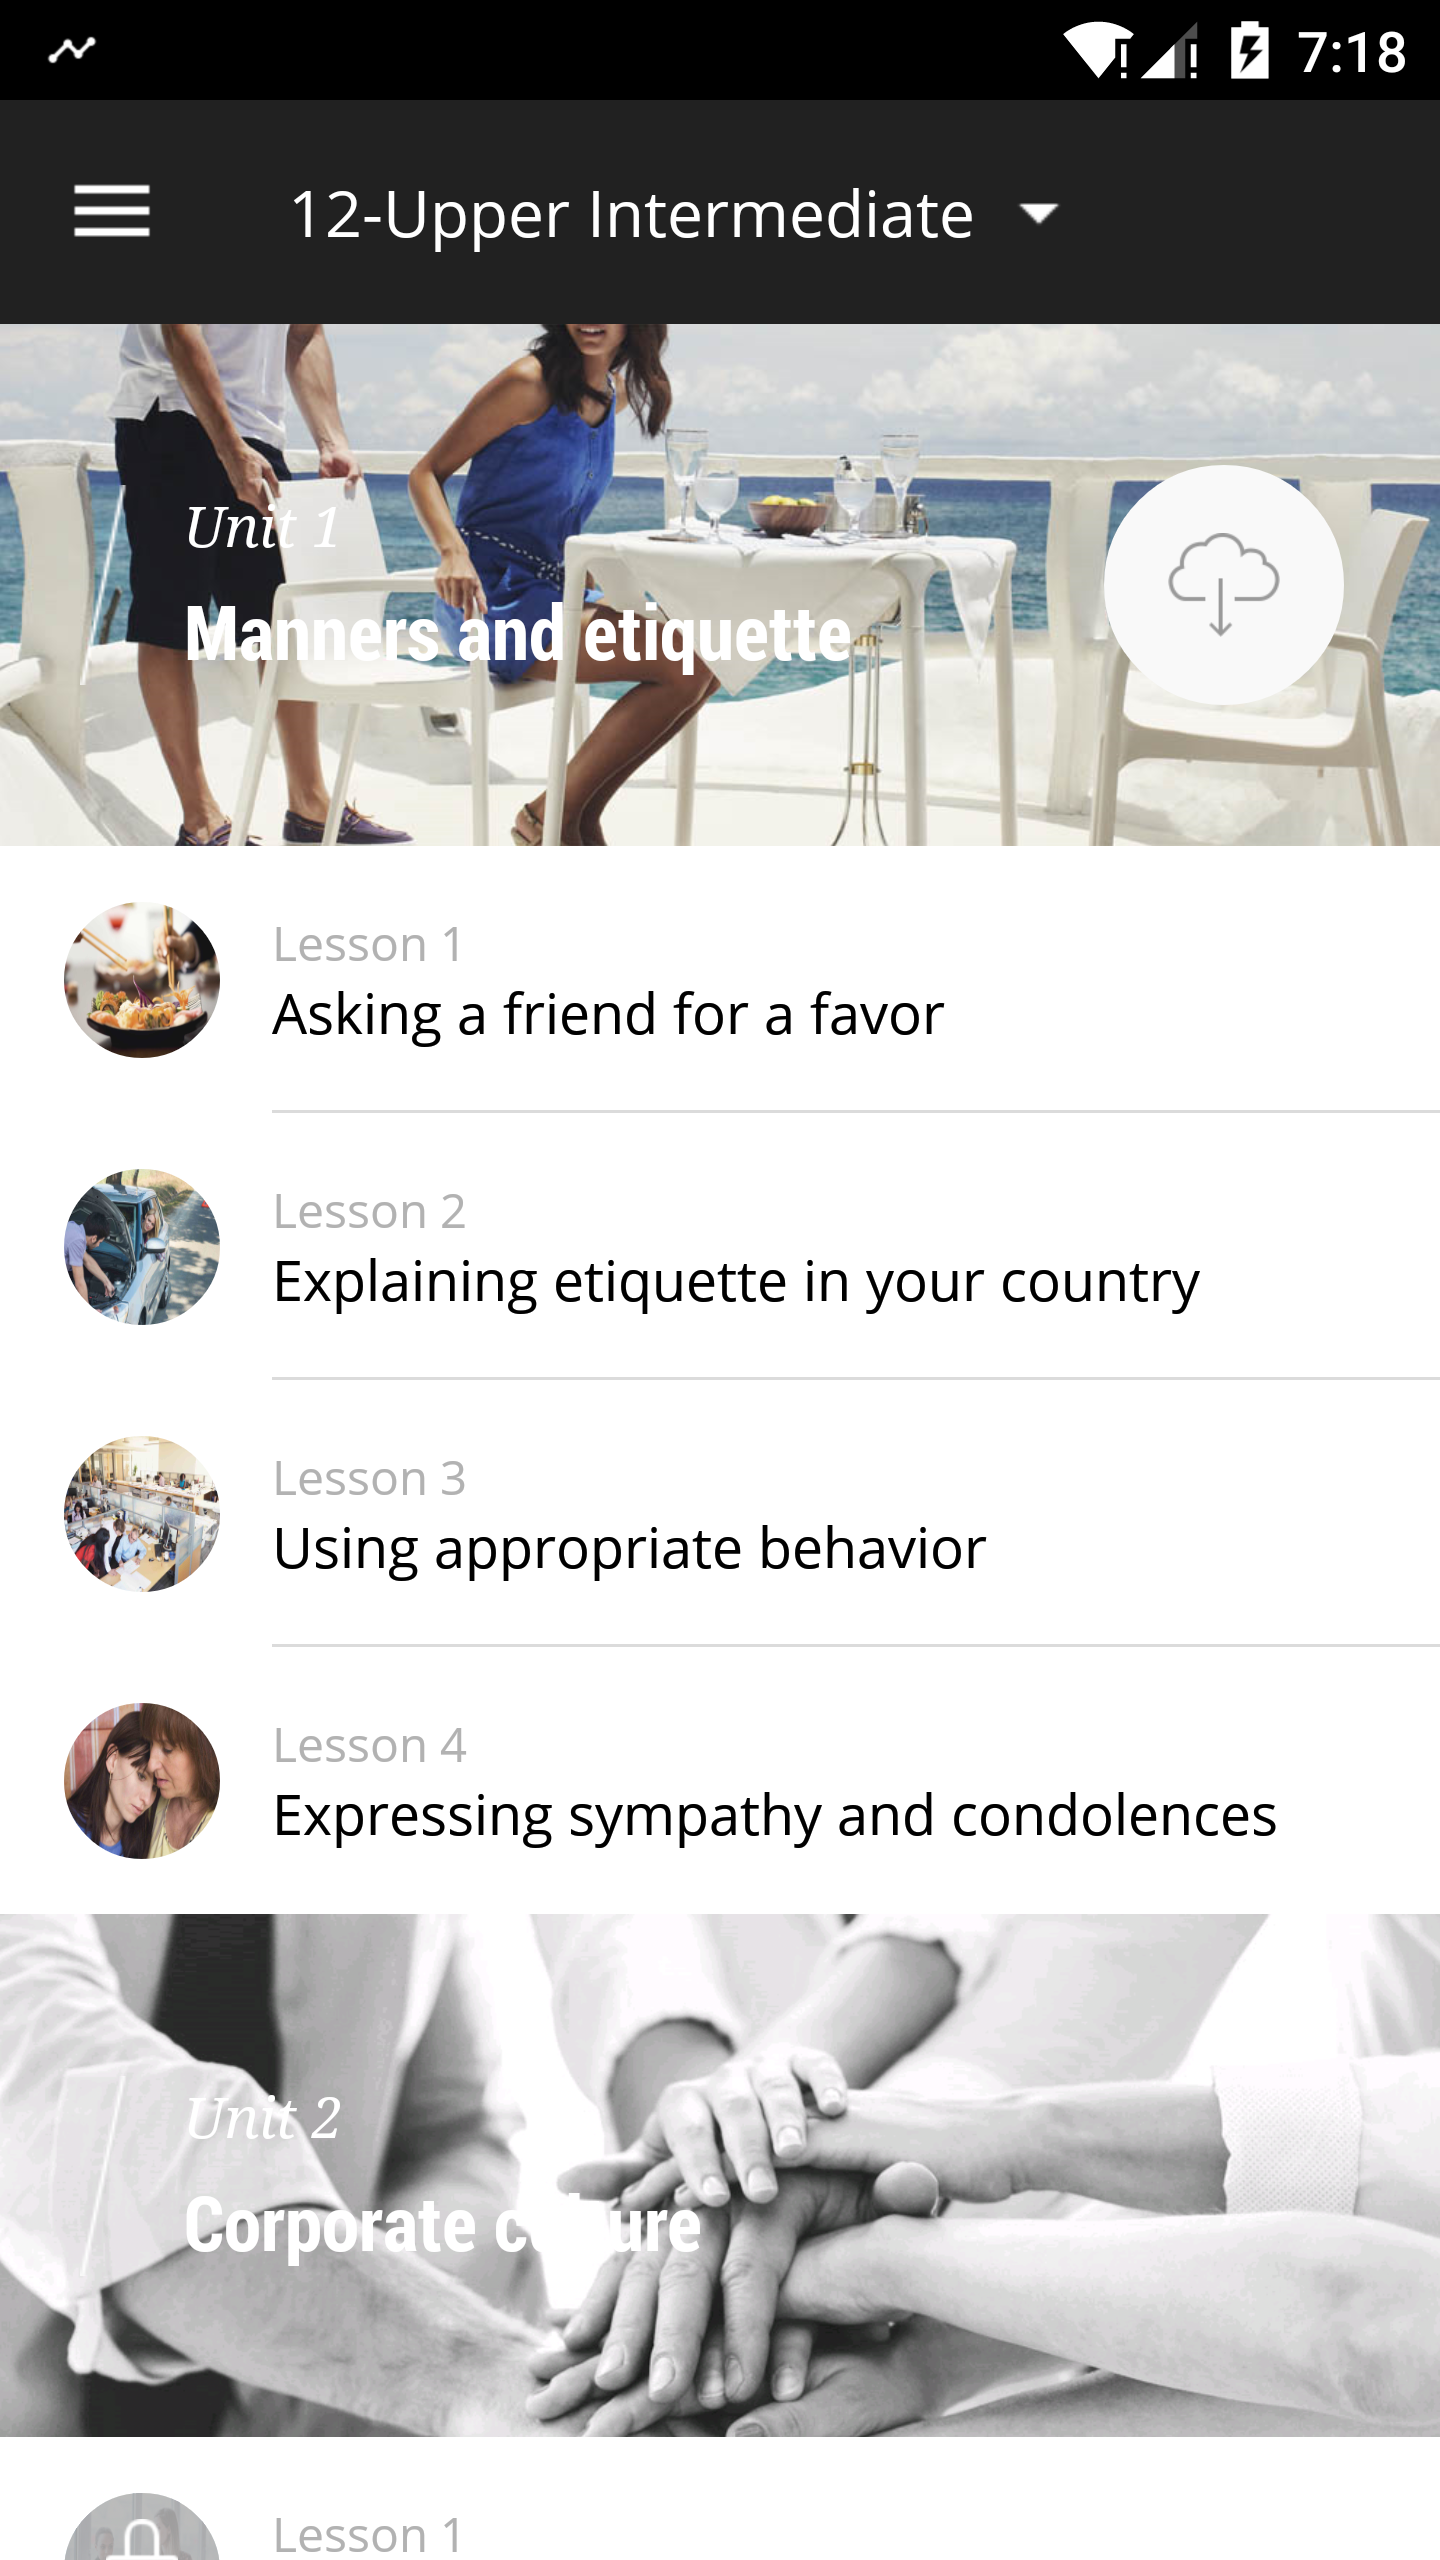 7:18
12-Upper Intermediate
Unit 1
Manners and etiquette
Lesson 1
Asking a friend for a favor
Lesson 2
Explaining etiquette in your country
Lesson 3
Using appropriate behavior
Lesson 4
Expressing sympathy and condolences
Unit 2
Corporate culture
Lesson 1